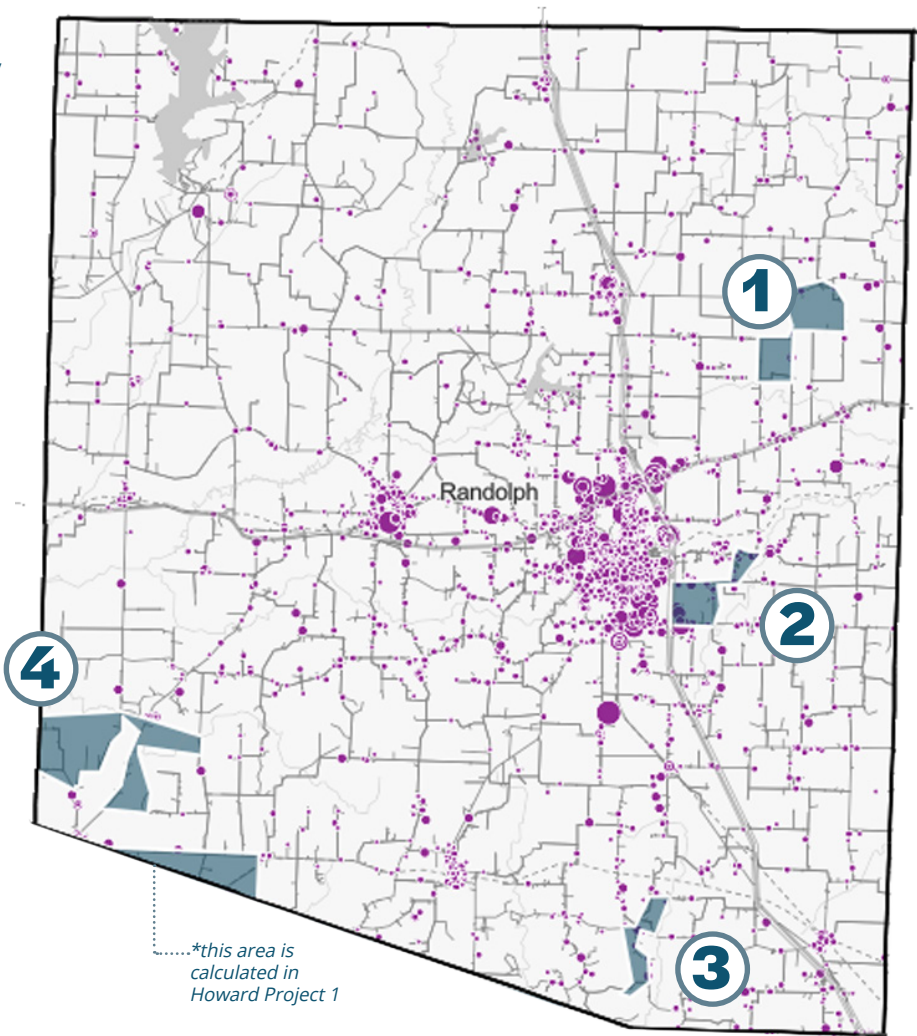 1
Randolph
2
4
*this area is
calculated in
Howard Project 1
3